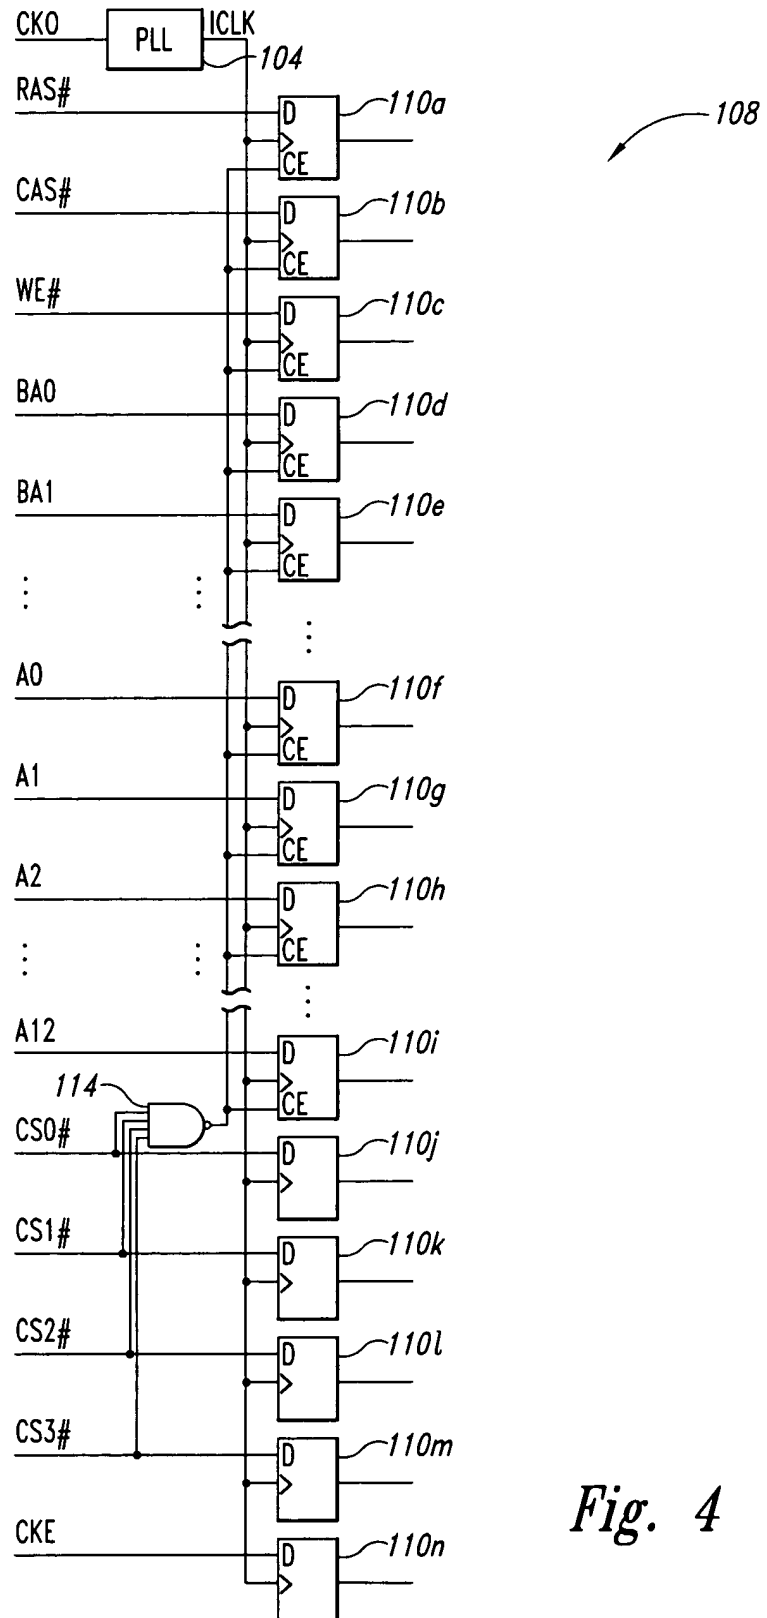 CK0 PLL ICLK 104
RAS# D CE 110a 108
CAS# D CE 110b
WE# D CE 110c
BA0 D CE 110d
BA1 D CE 110e
A0 D CE 110f
A1 D CE 110g
A2 D CE 110h
A12 D CE 110i
114
CS0# D 110j
CS1# D 110k
CS2# D 110l
CS3# D 110m
CKE D 110n
Fig. 4